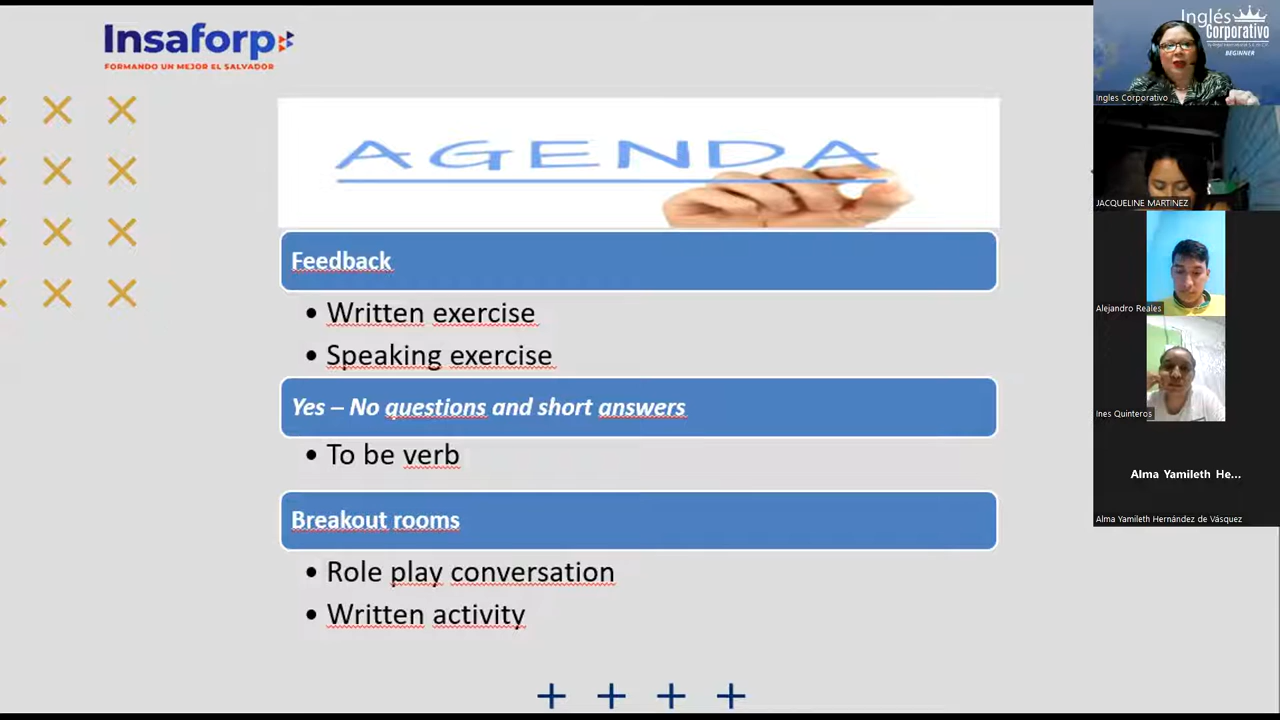 Insaforp
FORMANDO UN MEJOR EL SALVADOR
AGENDA
Feedback
• Written exercise
• Speaking exercise
Yes – No questions and short answers
• To be verb
Breakout rooms
• Role play conversation
• Written activity
Inglés
Corporativo
BEGINNER
Ingles Corporativo
JACQUELINE MARTINEZ
Alejandro Reales
Ines Quinteros
Alma Yamileth He...
Alma Yamileth Hernández de Vásquez